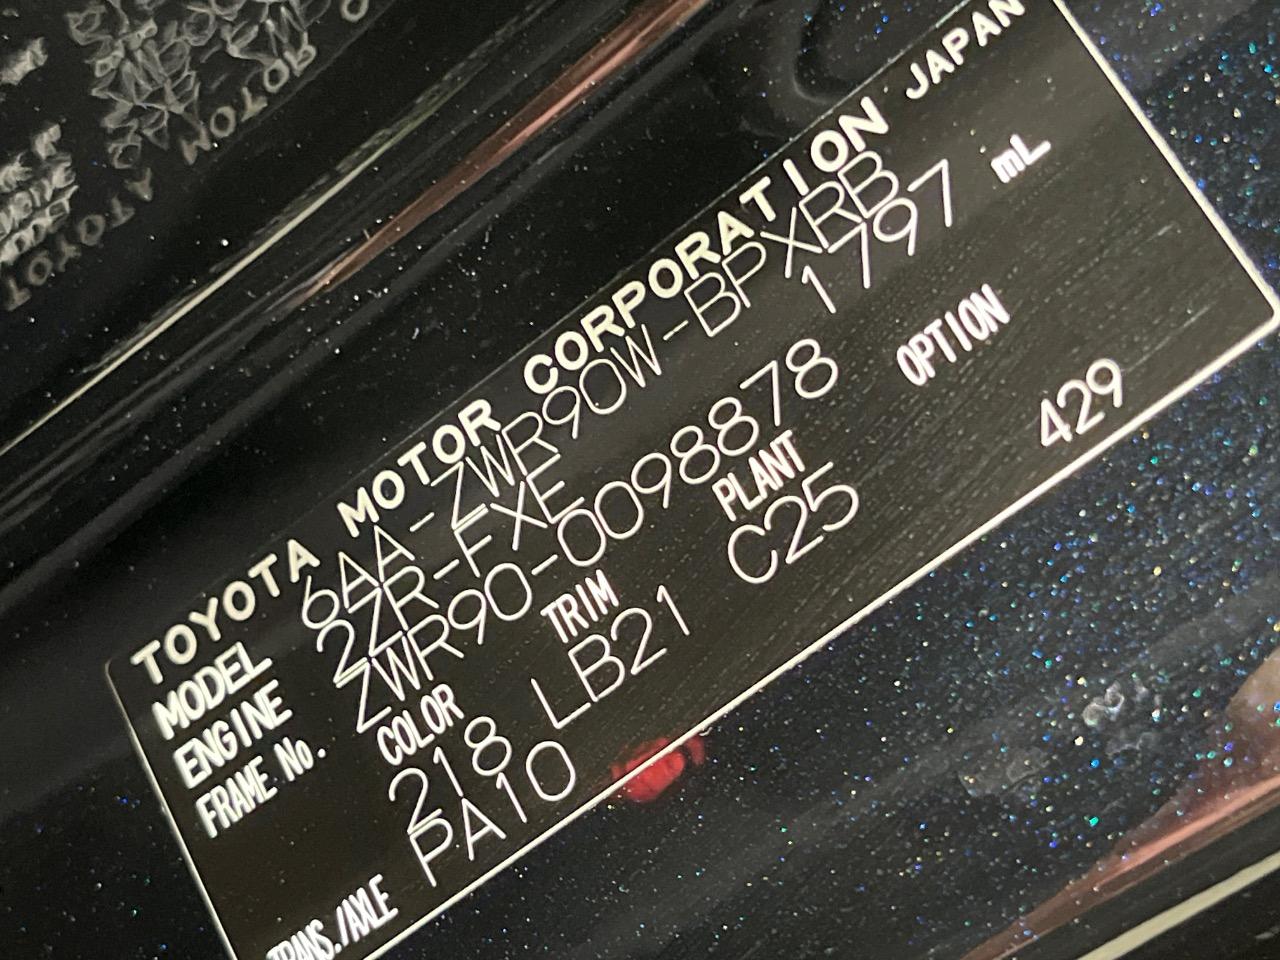 TOYOTA MOTOR CORPORATION JAPAN
MODEL 6AA-ZWR90W-BPXRB
ENGINE 2ZR-FXE 1797 mL
FRAME No. ZWR90-0098878
COLOR TRIM PLANT OPTION
218 LB21 C25 429
TRANS./AXLE PA10